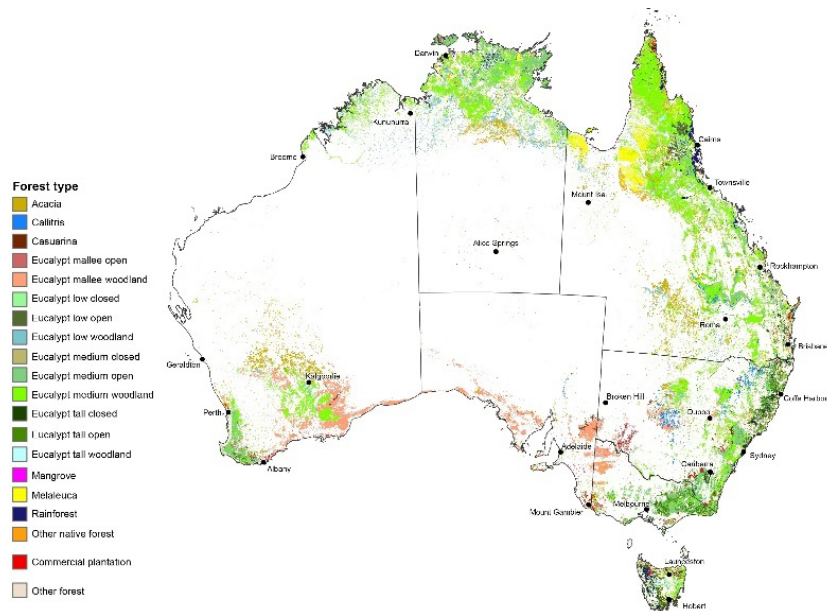 Forest type
Acacia
Callitris
Casuarina
Eucalypt mallee open
Eucalypt mallee woodland
Eucalypt low closed
Eucalypt low open
Eucalypt low woodland
Eucalypt medium closed
Eucalypt medium open
Eucalypt medium woodland
Eucalypt tall closed
Eucalypt tall open
Eucalypt tall woodland
Mangrove
Melaleuca
Rainforest
Other native forest
Commercial plantation
Other forest
Darwin
Kununurra
Broome
Cairns
Townsville
Mount Isa
Alice Springs
Rockhampton
Roma
Brisbane
Geraldton
Kalgoorlie
Perth
Albany
Broken Hill
Dubbo
Coffs Harbour
Sydney
Adelaide
Canberra
Mount Gambier
Melbourne
Launceston
Hobart